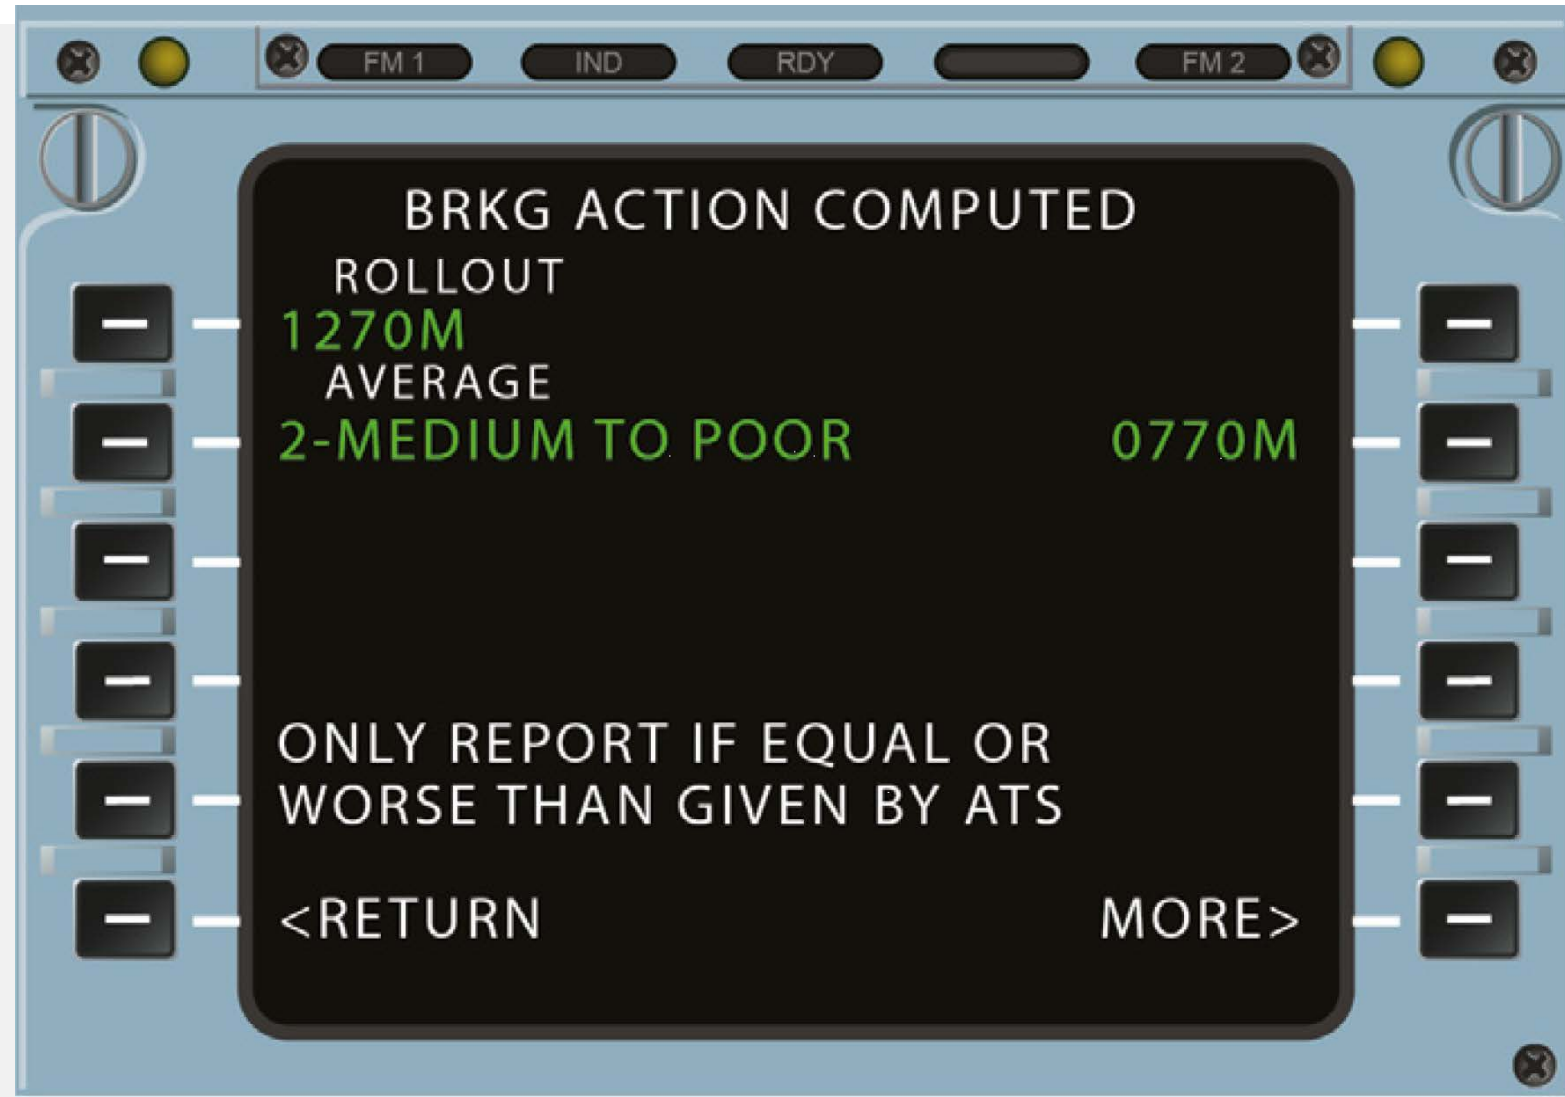 FM 1 IND RDY FM 2
BRKG ACTION COMPUTED
ROLLOUT
1270M
AVERAGE
2-MEDIUM TO POOR 0770M
ONLY REPORT IF EQUAL OR
WORSE THAN GIVEN BY ATS
<RETURN MORE>